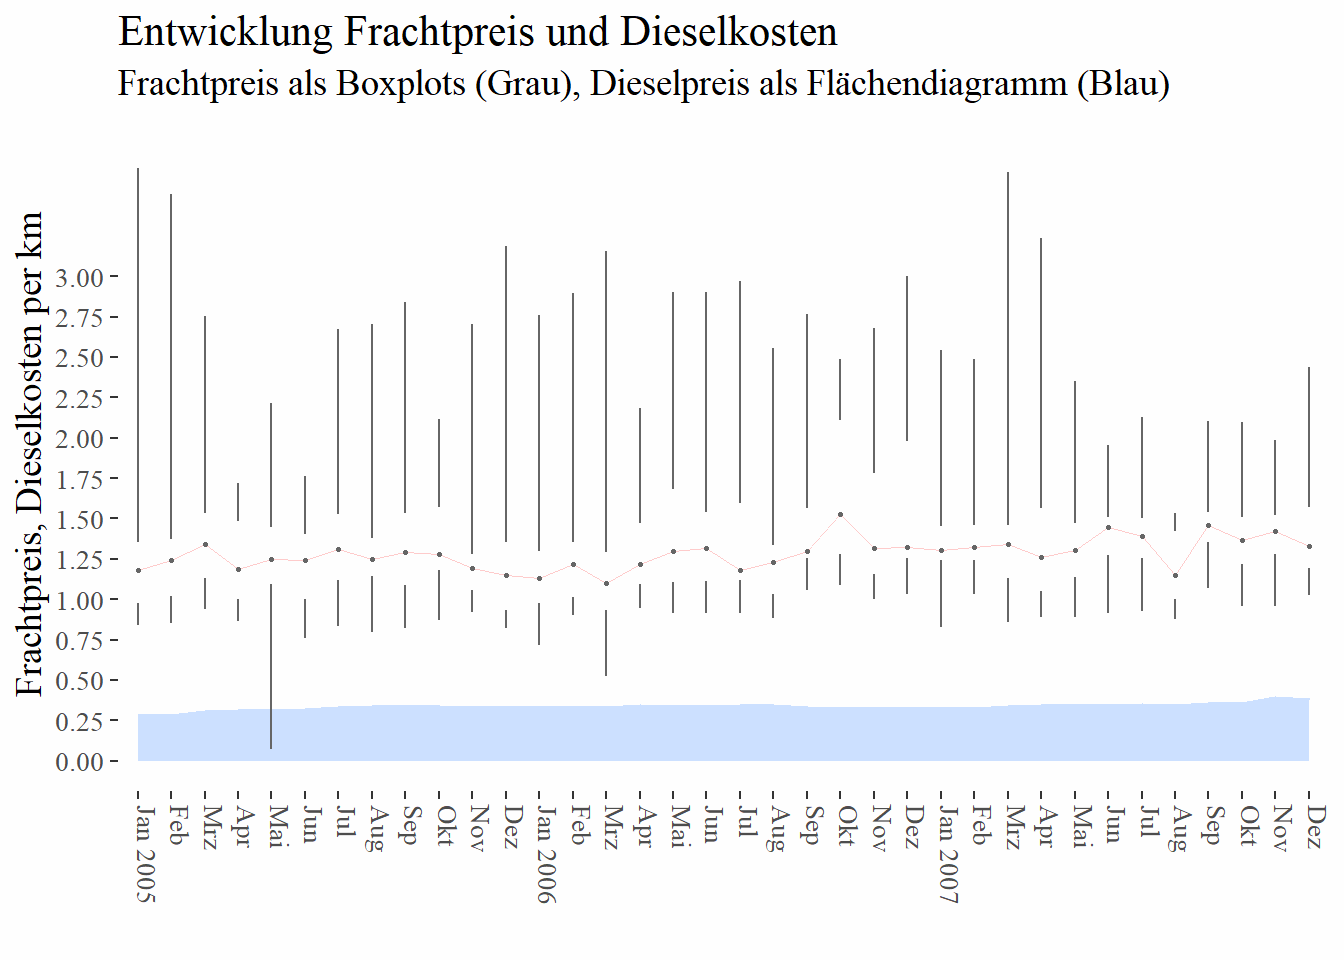 Entwicklung Frachtpreis und Dieselkosten
Frachtpreis als Boxplots (Grau), Dieselpreis als Flächendiagramm (Blau)
Frachtpreis, Dieselkosten per km
3.00
2.75
2.50
2.25
2.00
1.75
1.50
1.25
1.00
0.75
0.50
0.25
0.00
Jan 2005
Feb
Mrz
Apr
Mai
Jun
Jul
Aug
Sep
Okt
Nov
Dez
Jan 2006
Feb
Mrz
Apr
Mai
Jun
Jul
Aug
Sep
Okt
Nov
Dez
Jan 2007
Feb
Mrz
Apr
Mai
Jun
Jul
Aug
Sep
Okt
Nov
Dez